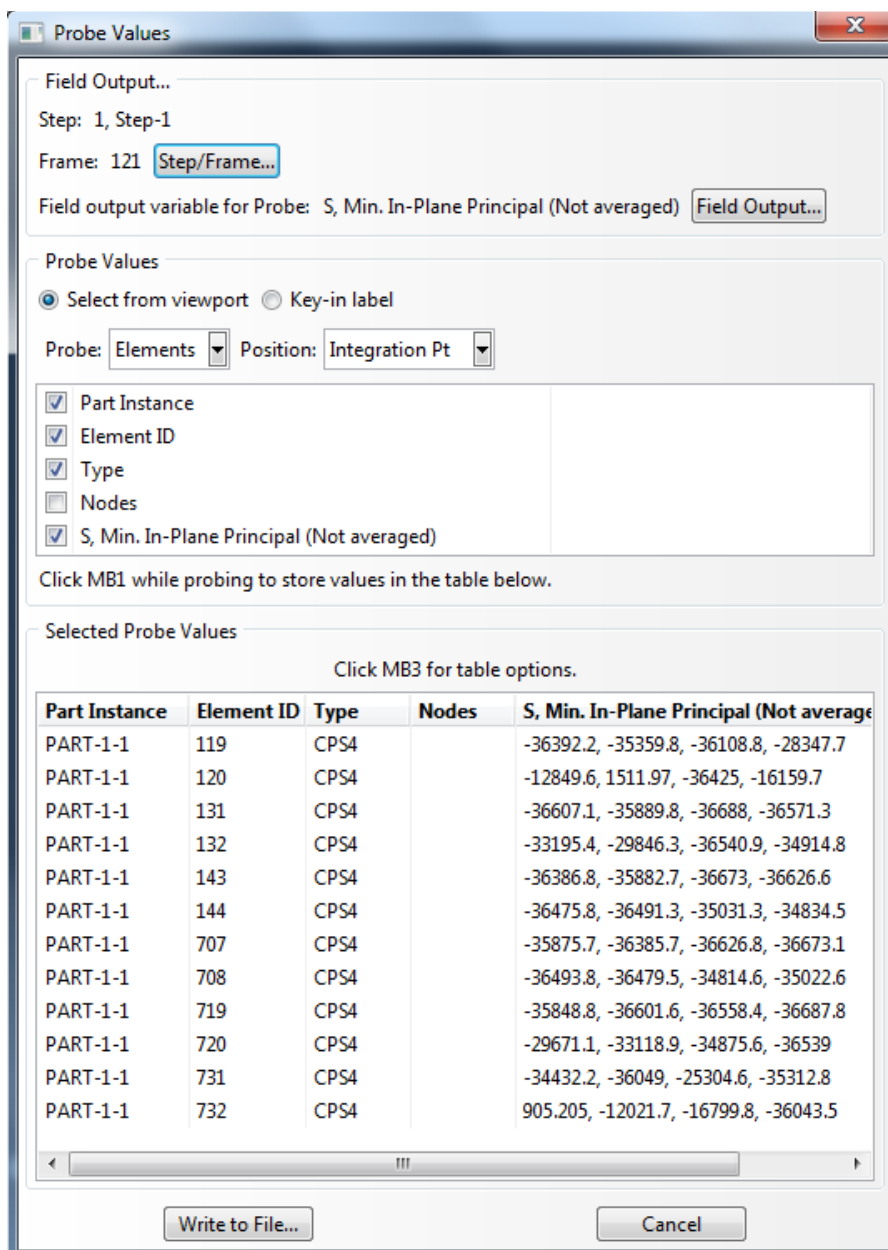 Probe Values
Field Output...
Step: 1, Step-1
Frame: 121 Step/Frame...
Field output variable for Probe: S, Min. In-Plane Principal (Not averaged) Field Output...
Probe Values
Select from viewport Key-in label
Probe: Elements Position: Integration Pt
Part Instance
Element ID
Type
Nodes
S, Min. In-Plane Principal (Not averaged)
Click MB1 while probing to store values in the table below.
Selected Probe Values
Click MB3 for table options.
Part Instance Element ID Type Nodes S, Min. In-Plane Principal (Not average
PART-1-1 119 CPS4 -36392.2, -35359.8, -36108.8, -28347.7
PART-1-1 120 CPS4 -12849.6, 1511.97, -36425, -16159.7
PART-1-1 131 CPS4 -36607.1, -35889.8, -36688, -36571.3
PART-1-1 132 CPS4 -33195.4, -29846.3, -36540.9, -34914.8
PART-1-1 143 CPS4 -36386.8, -35882.7, -36673, -36626.6
PART-1-1 144 CPS4 -36475.8, -36491.3, -35031.3, -34834.5
PART-1-1 707 CPS4 -35875.7, -36385.7, -36626.8, -36673.1
PART-1-1 708 CPS4 -36493.8, -36479.5, -34814.6, -35022.6
PART-1-1 719 CPS4 -35848.8, -36601.6, -36558.4, -36687.8
PART-1-1 720 CPS4 -29671.1, -33118.9, -34875.6, -36539
PART-1-1 731 CPS4 -34432.2, -36049, -25304.6, -35312.8
PART-1-1 732 CPS4 905.205, -12021.7, -16799.8, -36043.5
Write to File... Cancel